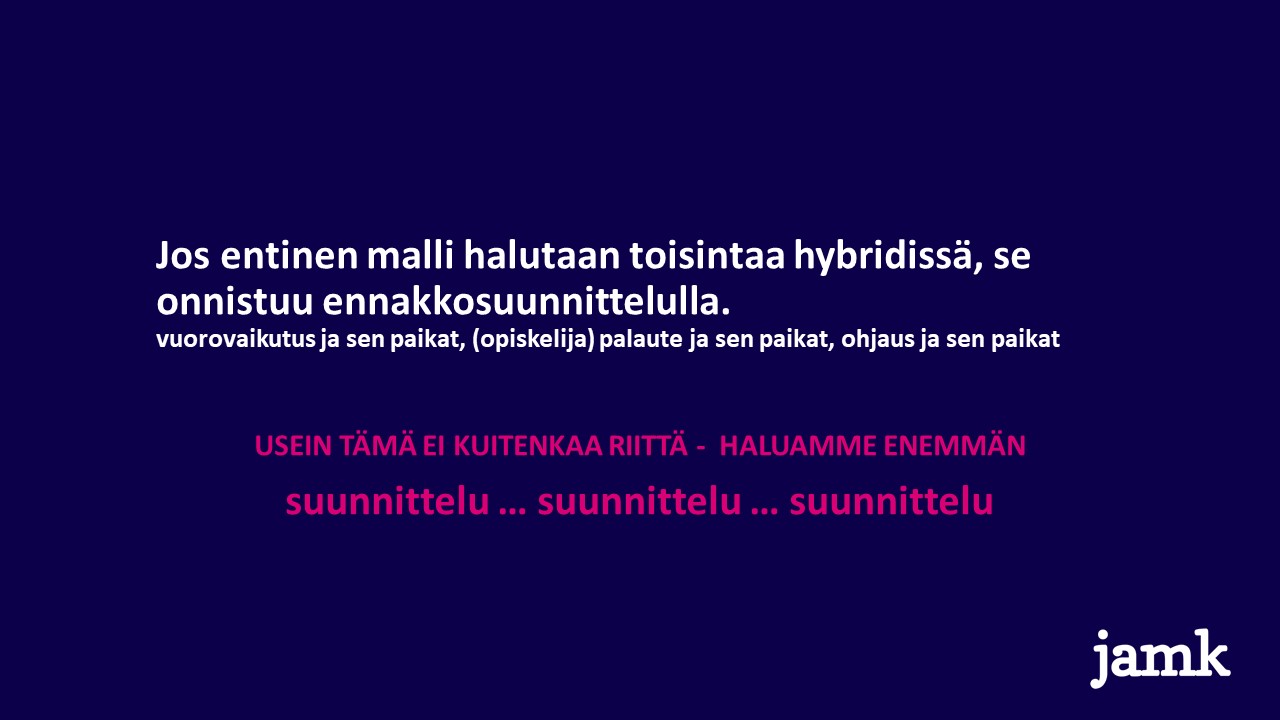 Jos entinen malli halutaan toisintaa hybridissä, se
onnistuu ennakkosuunnittelulla.
vuorovaikutus ja sen paikat, (opiskelija) palaute ja sen paikat, ohjaus ja sen paikat
USEIN TÄMÄ EI KUITENKAA RIITTÄ -  HALUAMME ENEMMÄN
suunnittelu … suunnittelu … suunnittelu
jamk